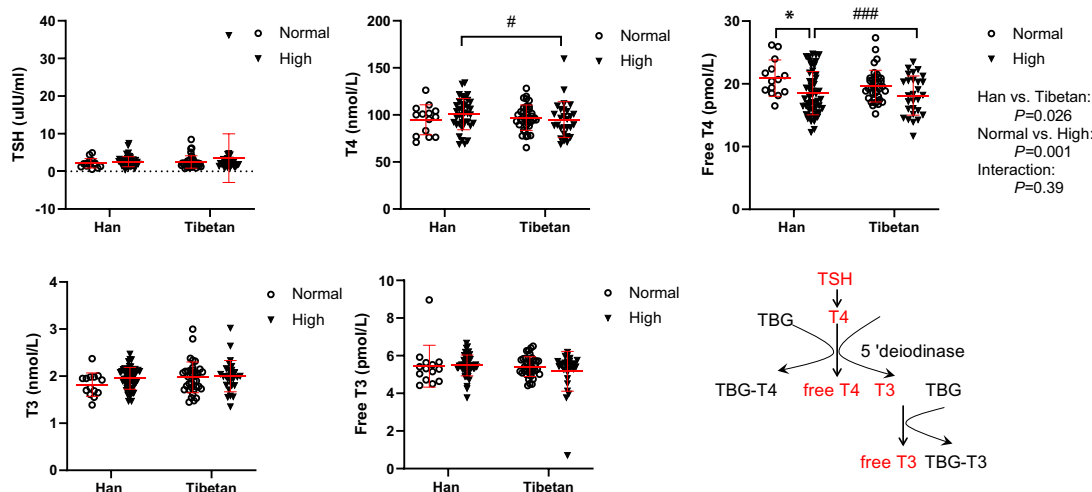 TSH (uIU/ml)
40
30
20
10
0
-10
Han
Tibetan
Normal
High
T4 (nmol/L)
200
150
100
50
0
#
Han
Tibetan
Normal
High
Free T4 (pmol/L)
30
20
10
0
*
###
Han
Tibetan
Normal
High
Han vs. Tibetan:
P=0.026
Normal vs. High:
P=0.001
Interaction:
P=0.39
T3 (nmol/L)
4
3
2
1
0
Han
Tibetan
Normal
High
Free T3 (pmol/L)
10
8
6
4
2
0
Han
Tibetan
Normal
High
TSH
TBG T4
5 'deiodinase
TBG-T4 free T4 T3 TBG
free T3 TBG-T3